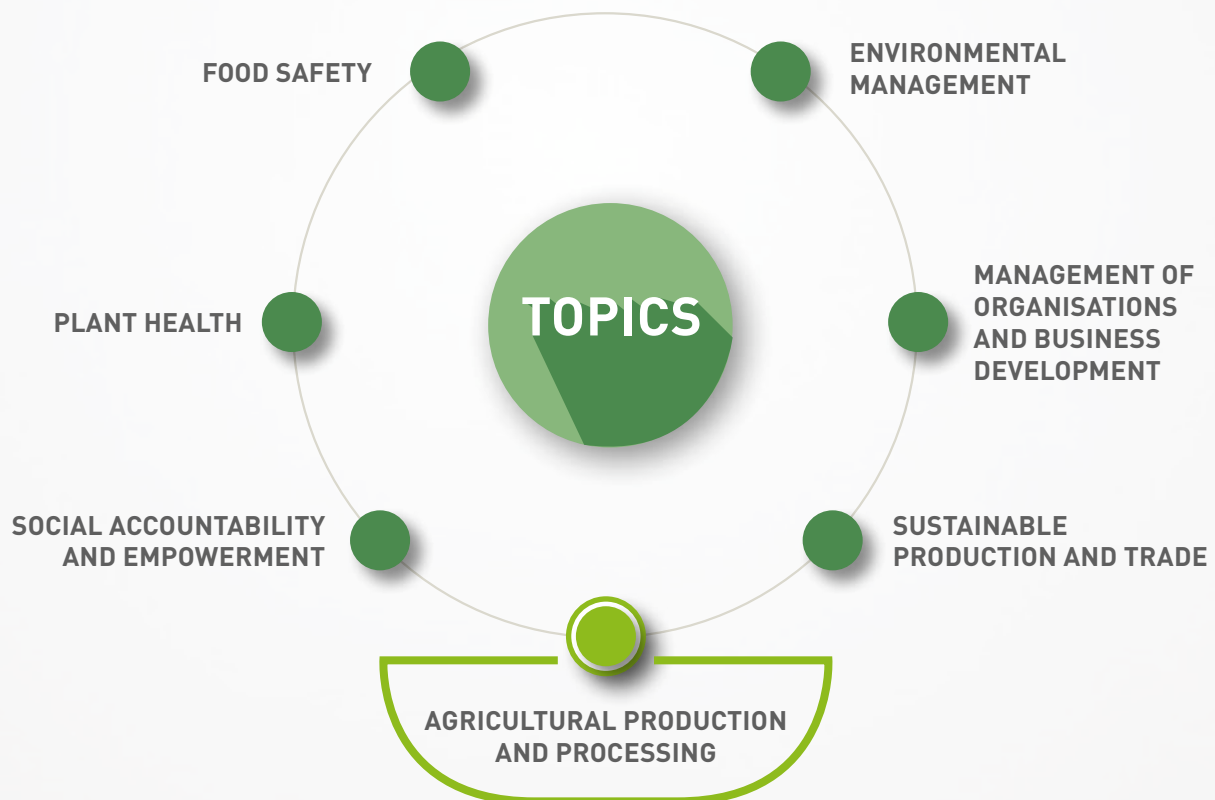 FOOD SAFETY
ENVIRONMENTAL
MANAGEMENT
TOPICS
PLANT HEALTH
MANAGEMENT OF
ORGANISATIONS
AND BUSINESS
DEVELOPMENT
SOCIAL ACCOUNTABILITY
AND EMPOWERMENT
SUSTAINABLE
PRODUCTION AND TRADE
AGRICULTURAL PRODUCTION
AND PROCESSING